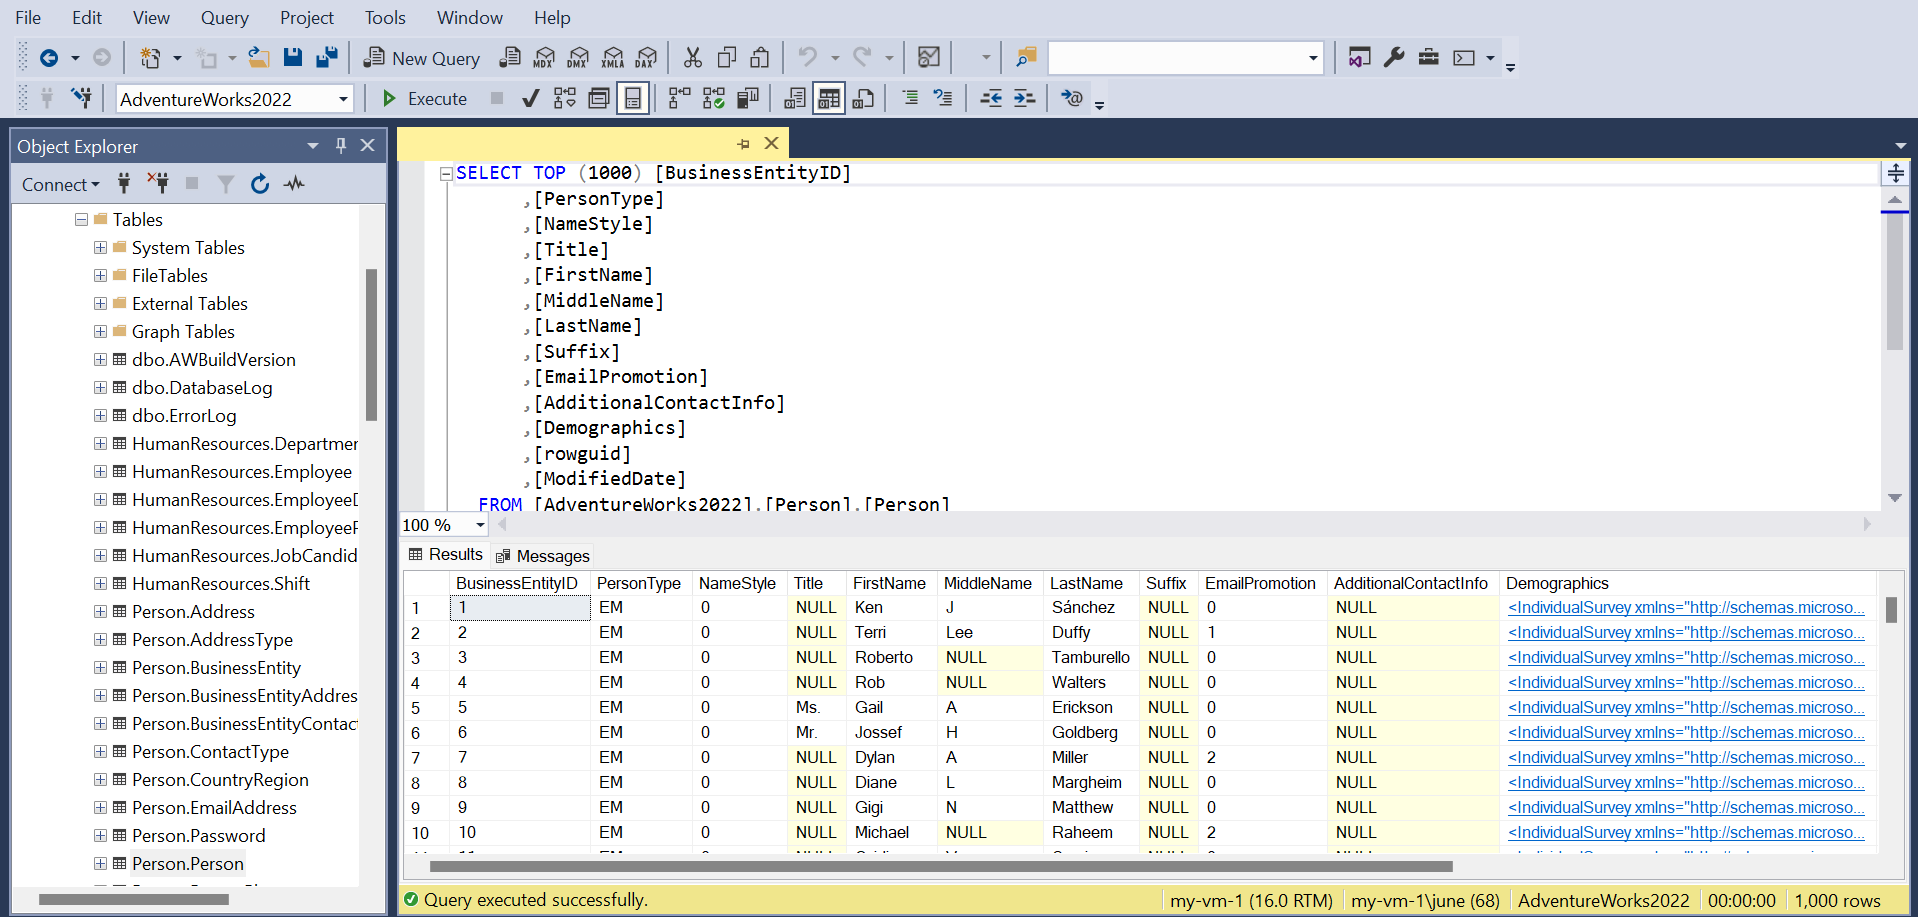 File Edit View Query Project Tools Window Help
New Query MDX DMX XMLA DAX
AdventureWorks2022 Execute
Object Explorer
Connect
Tables
System Tables
FileTables
External Tables
Graph Tables
dbo.AWBuildVersion
dbo.DatabaseLog
dbo.ErrorLog
HumanResources.Departmen
HumanResources.Employee
HumanResources.EmployeeD
HumanResources.EmployeeP
HumanResources.JobCandid
HumanResources.Shift
Person.Address
Person.AddressType
Person.BusinessEntity
Person.BusinessEntityAddres
Person.BusinessEntityContac
Person.ContactType
Person.CountryRegion
Person.EmailAddress
Person.Password
Person.Person
SELECT TOP (1000) [BusinessEntityID]
,[PersonType]
,[NameStyle]
,[Title]
,[FirstName]
,[MiddleName]
,[LastName]
,[Suffix]
,[EmailPromotion]
,[AdditionalContactInfo]
,[Demographics]
,[rowguid]
,[ModifiedDate]
FROM [AdventureWorks2022].[Person].[Person]
100 %
Results Messages
BusinessEntityID PersonType NameStyle Title FirstName MiddleName LastName Suffix EmailPromotion AdditionalContactInfo Demographics
1 1 EM 0 NULL Ken J Sánchez NULL 0 NULL <IndividualSurvey xmlns="http://schemas.microso...
2 2 EM 0 NULL Terri Lee Duffy NULL 1 NULL <IndividualSurvey xmlns="http://schemas.microso...
3 3 EM 0 NULL Roberto NULL Tamburello NULL 0 NULL <IndividualSurvey xmlns="http://schemas.microso...
4 4 EM 0 NULL Rob NULL Walters NULL 0 NULL <IndividualSurvey xmlns="http://schemas.microso...
5 5 EM 0 Ms. Gail A Erickson NULL 0 NULL <IndividualSurvey xmlns="http://schemas.microso...
6 6 EM 0 Mr. Jossef H Goldberg NULL 0 NULL <IndividualSurvey xmlns="http://schemas.microso...
7 7 EM 0 NULL Dylan A Miller NULL 2 NULL <IndividualSurvey xmlns="http://schemas.microso...
8 8 EM 0 NULL Diane L Margheim NULL 0 NULL <IndividualSurvey xmlns="http://schemas.microso...
9 9 EM 0 NULL Gigi N Matthew NULL 0 NULL <IndividualSurvey xmlns="http://schemas.microso...
10 10 EM 0 NULL Michael NULL Raheem NULL 2 NULL <IndividualSurvey xmlns="http://schemas.microso...
Query executed successfully. my-vm-1 (16.0 RTM) my-vm-1\june (68) AdventureWorks2022 00:00:00 1,000 rows